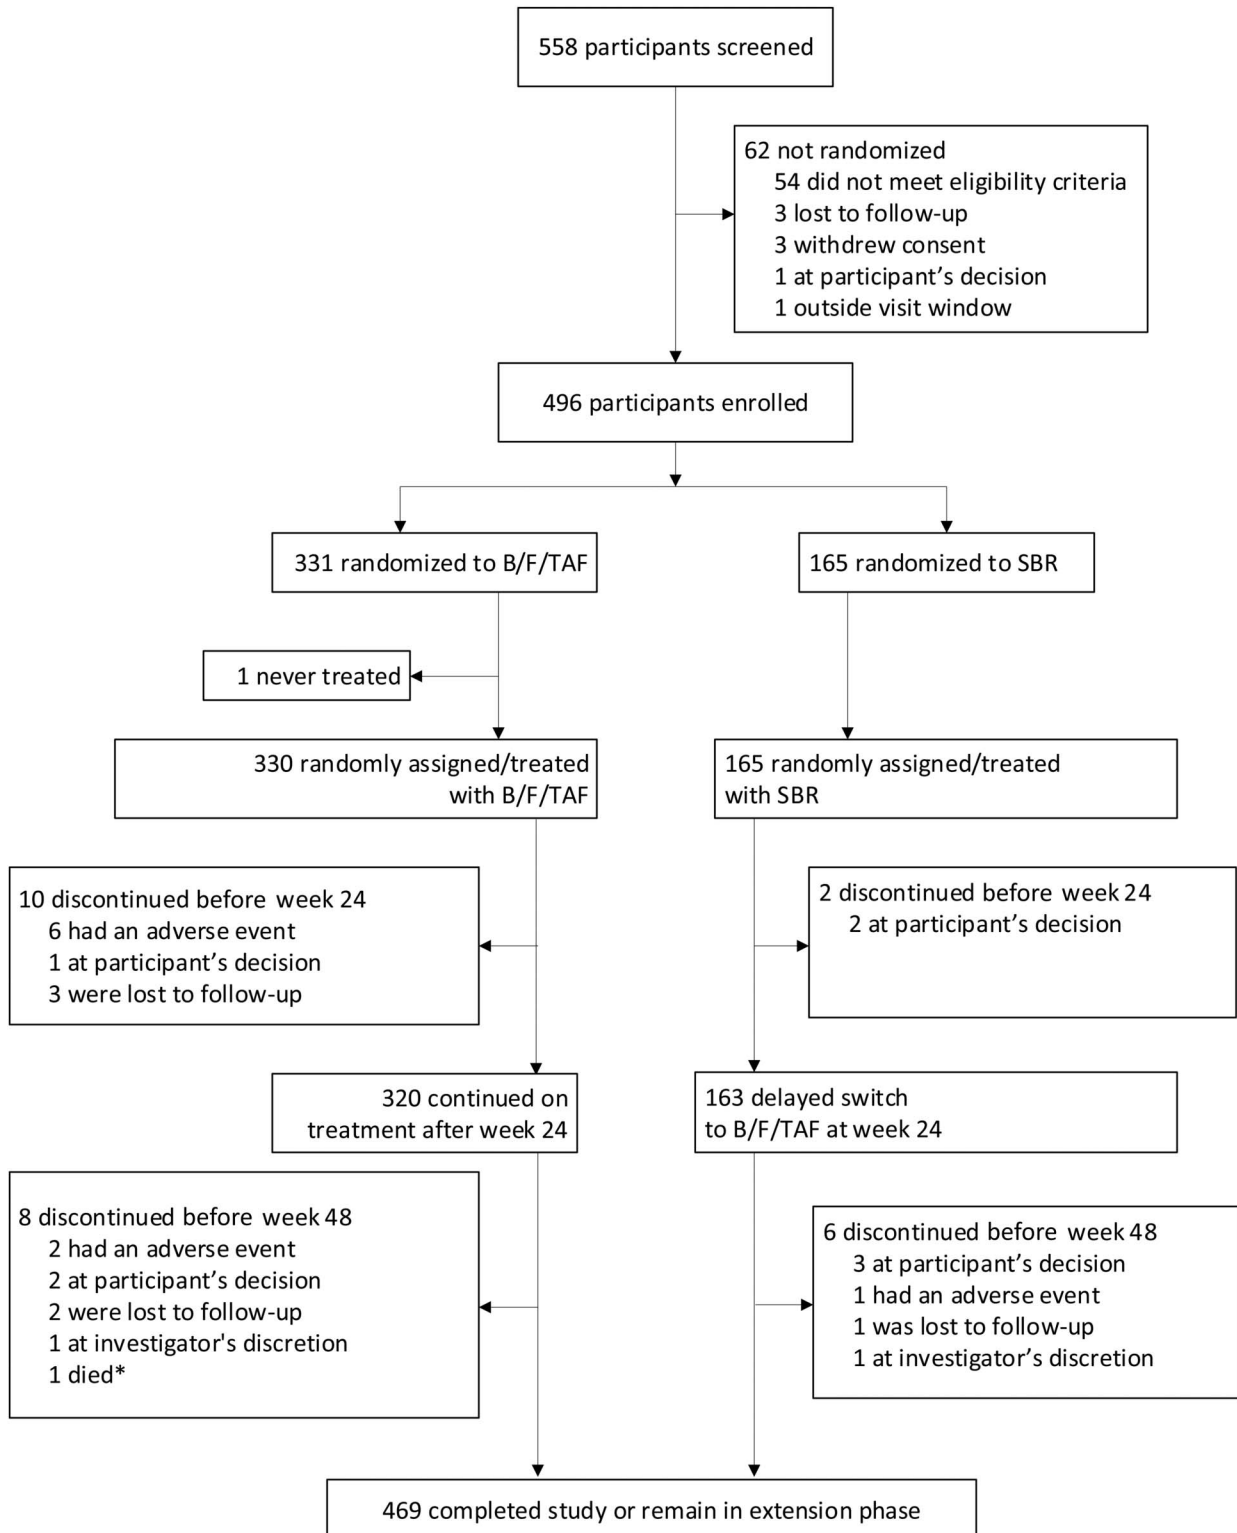 558 participants screened
62 not randomized
54 did not meet eligibility criteria
3 lost to follow-up
3 withdrew consent
1 at participant’s decision
1 outside visit window
496 participants enrolled
331 randomized to B/F/TAF
165 randomized to SBR
1 never treated
330 randomly assigned/treated
with B/F/TAF
165 randomly assigned/treated
with SBR
10 discontinued before week 24
6 had an adverse event
1 at participant’s decision
3 were lost to follow-up
2 discontinued before week 24
2 at participant’s decision
320 continued on
treatment after week 24
163 delayed switch
to B/F/TAF at week 24
8 discontinued before week 48
2 had an adverse event
2 at participant’s decision
2 were lost to follow-up
1 at investigator's discretion
1 died*
6 discontinued before week 48
3 at participant’s decision
1 had an adverse event
1 was lost to follow-up
1 at investigator’s discretion
469 completed study or remain in extension phase